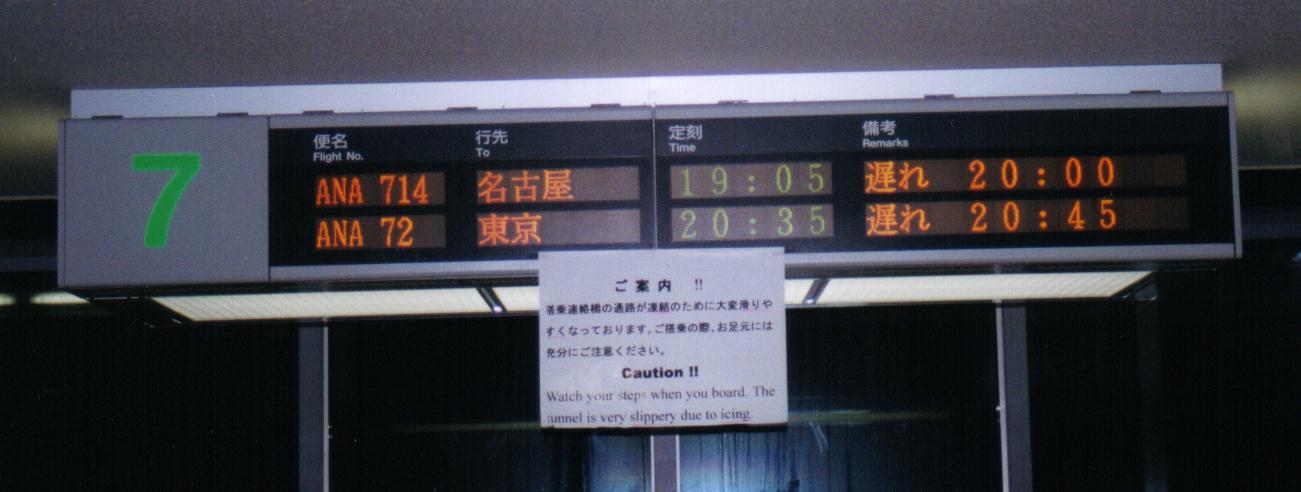 7
便名 行先 定刻 備考
Flight No. To Time Remarks
ANA 714 名古屋 19:05 遅れ 20:00
ANA 72 東京 20:35 遅れ 20:45
ご案内 !!
搭乗連絡橋の通路が凍結のために大変滑りや
すくなっております。ご搭乗の際、お足元には
充分にご注意ください。
Caution !!
Watch your steps when you board. The
tunnel is very slippery due to icing.